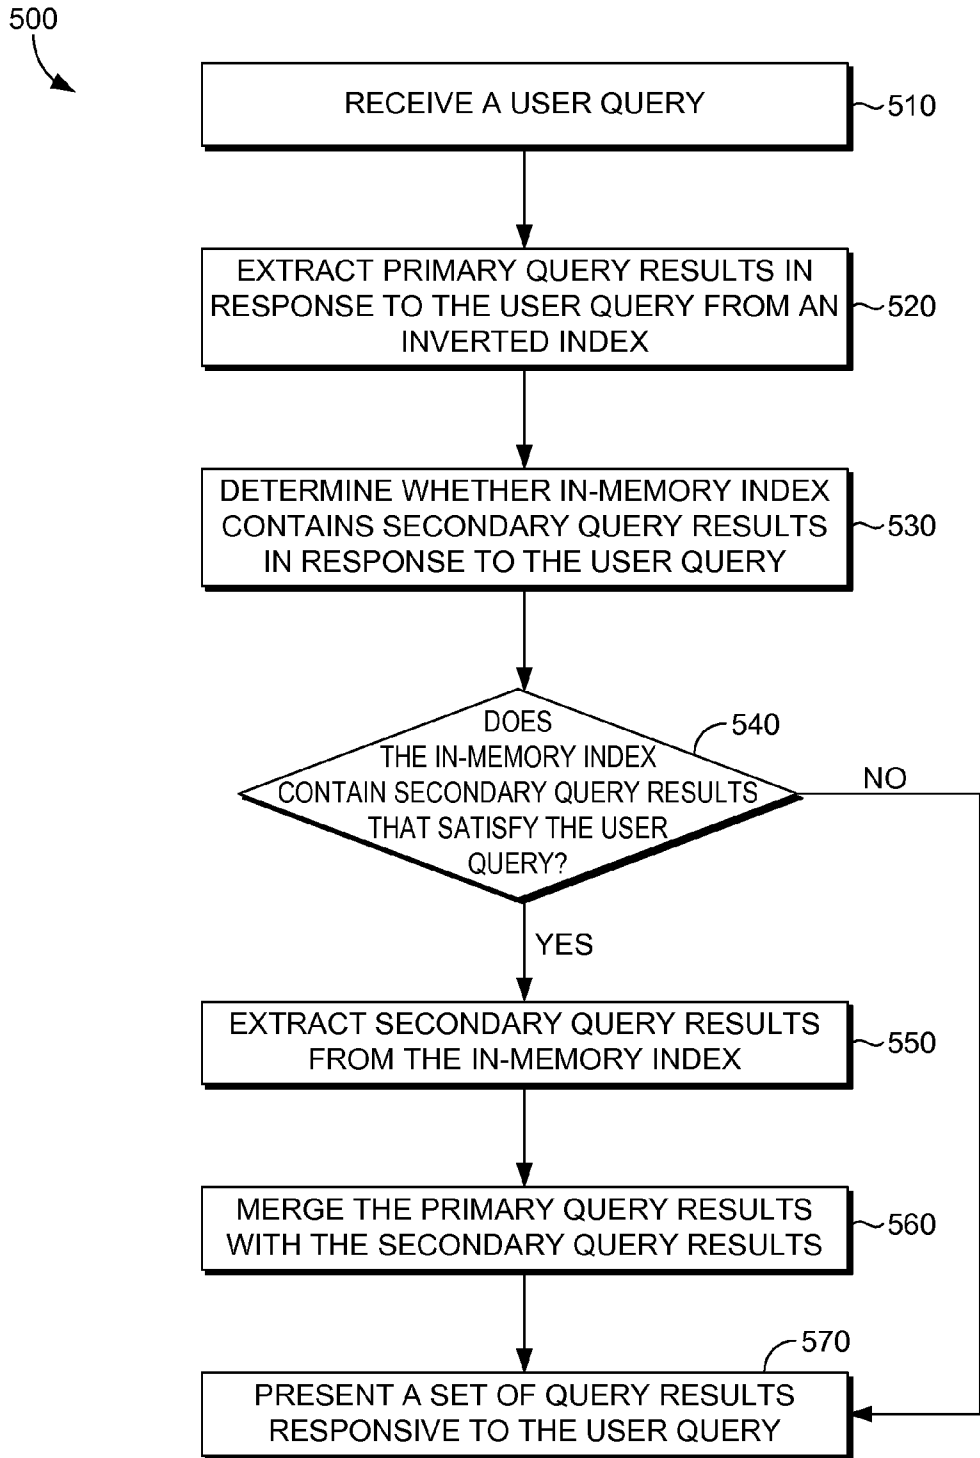 500
RECEIVE A USER QUERY
510
EXTRACT PRIMARY QUERY RESULTS IN
RESPONSE TO THE USER QUERY FROM AN
INVERTED INDEX
520
DETERMINE WHETHER IN-MEMORY INDEX
CONTAINS SECONDARY QUERY RESULTS
IN RESPONSE TO THE USER QUERY
530
DOES
THE IN-MEMORY INDEX
CONTAIN SECONDARY QUERY RESULTS
THAT SATISFY THE USER
QUERY?
540
NO
YES
EXTRACT SECONDARY QUERY RESULTS
FROM THE IN-MEMORY INDEX
550
MERGE THE PRIMARY QUERY RESULTS
WITH THE SECONDARY QUERY RESULTS
560
570
PRESENT A SET OF QUERY RESULTS
RESPONSIVE TO THE USER QUERY